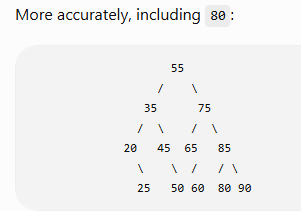 More accurately, including 80:
55
/ \
35 75
/ \ / \
20 45 65 85
\ \ / / \
25 50 60 80 90